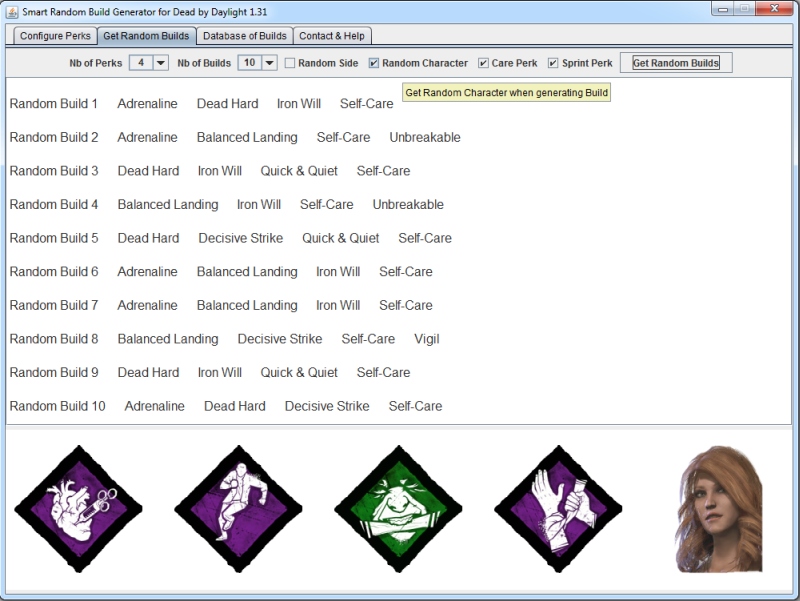 Smart Random Build Generator for Dead by Daylight 1.31
Configure Perks Get Random Builds Database of Builds Contact & Help
Nb of Perks 4 Nb of Builds 10 Random Side Random Character Care Perk Sprint Perk Get Random Builds
Get Random Character when generating Build
Random Build 1 Adrenaline Dead Hard Iron Will Self-Care
Random Build 2 Adrenaline Balanced Landing Self-Care Unbreakable
Random Build 3 Dead Hard Iron Will Quick & Quiet Self-Care
Random Build 4 Balanced Landing Iron Will Self-Care Unbreakable
Random Build 5 Dead Hard Decisive Strike Quick & Quiet Self-Care
Random Build 6 Adrenaline Balanced Landing Iron Will Self-Care
Random Build 7 Adrenaline Balanced Landing Iron Will Self-Care
Random Build 8 Balanced Landing Decisive Strike Self-Care Vigil
Random Build 9 Dead Hard Iron Will Quick & Quiet Self-Care
Random Build 10 Adrenaline Dead Hard Decisive Strike Self-Care